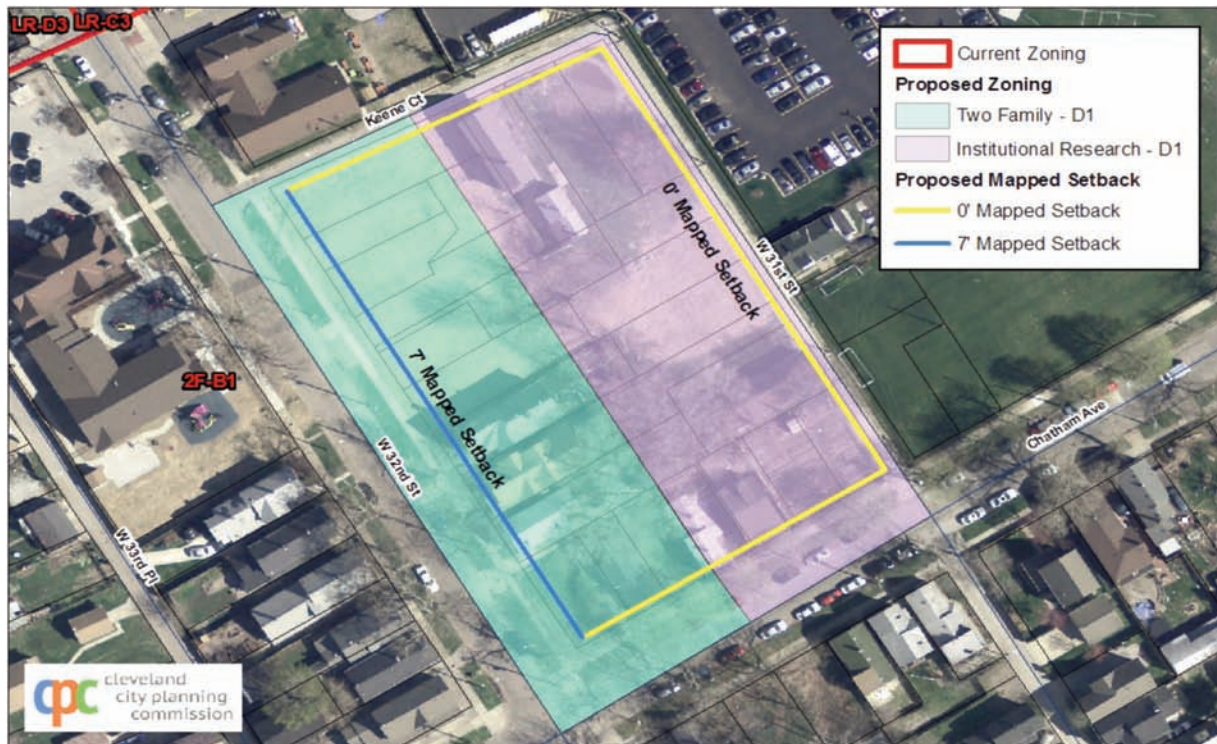 LR-D3 LR-C3
Keene Ct
0' Mapped Setback
W 31st St
7' Mapped Setback
2F-B1
W 32nd St
W 33rd Pl
Chatham Ave
Current Zoning
Proposed Zoning
Two Family - D1
Institutional Research - D1
Proposed Mapped Setback
0' Mapped Setback
7' Mapped Setback
cpc
cleveland
city planning
commission